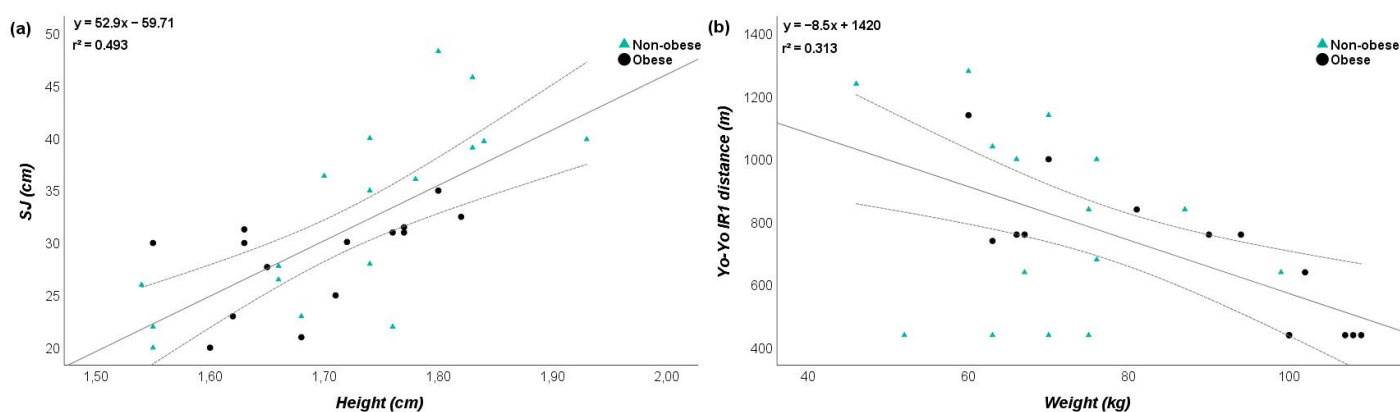 (a)
y = 52.9x − 59.71
r² = 0.493
Non-obese
Obese
SJ (cm)
50
45
40
35
30
25
20
1,50
1,60
1,70
1,80
1,90
2,00
Height (cm)
(b)
y = −8.5x + 1420
r² = 0.313
Non-obese
Obese
Yo-Yo IR1 distance (m)
1400
1200
1000
800
600
400
40
60
80
100
Weight (kg)